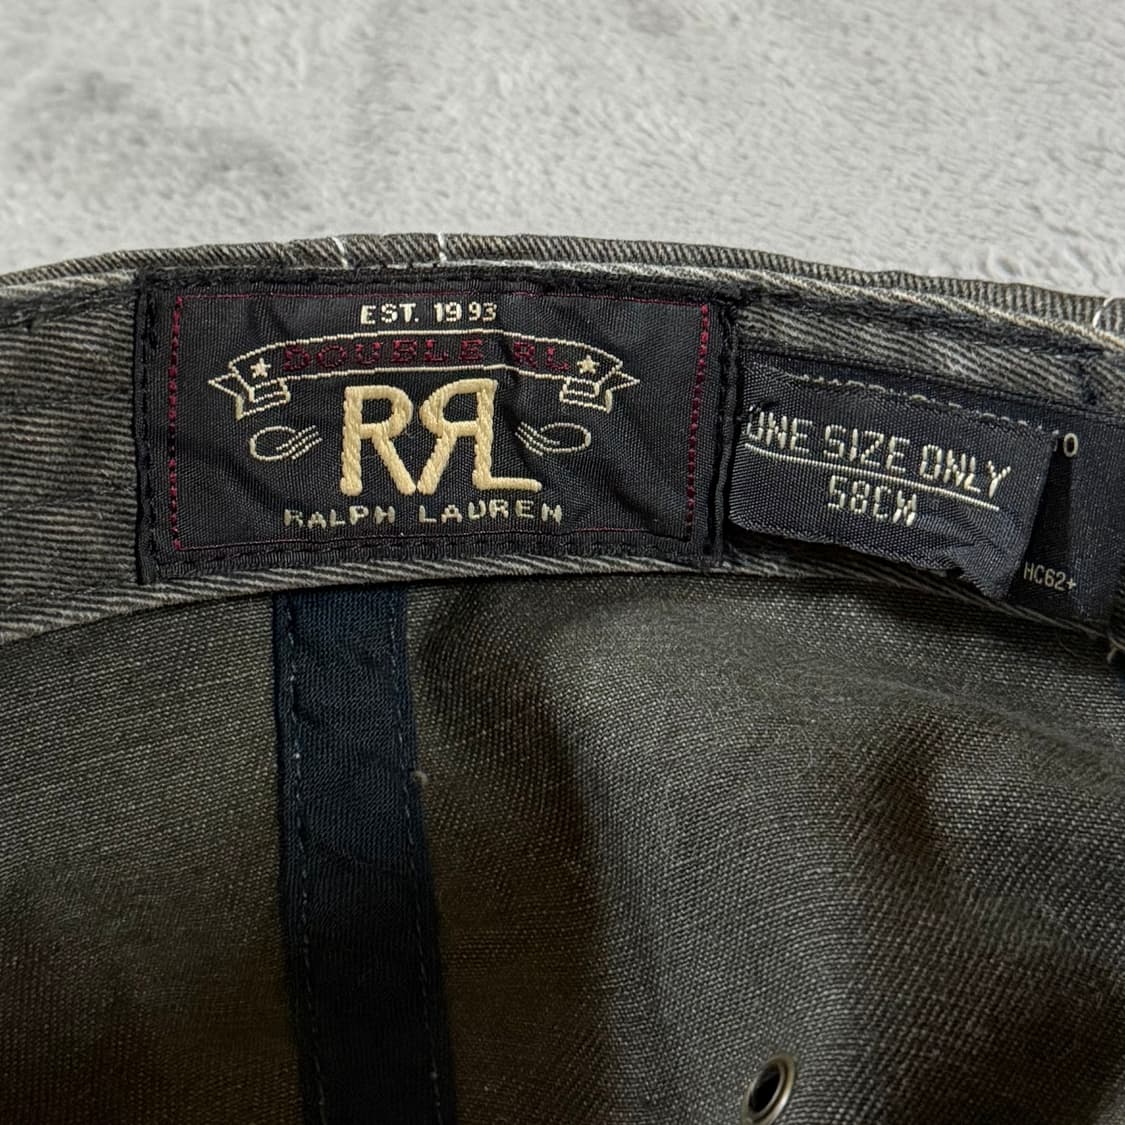 EST. 1993
DOUBLE RL
RRL
RALPH LAUREN
ONE SIZE ONLY
58CM
HC62+